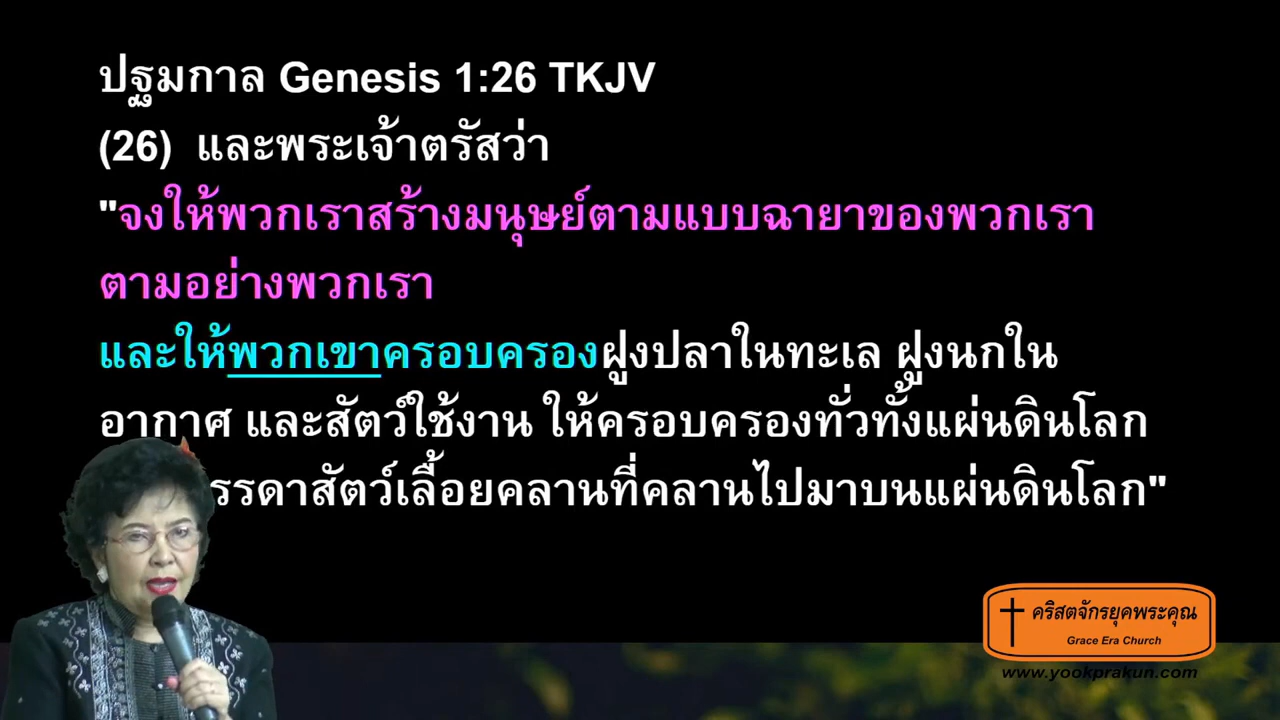 ปฐมกาล Genesis 1:26 TKJV
(26) และพระเจ้าตรัสว่า
"จงให้พวกเราสร้างมนุษย์ตามแบบฉายาของพวกเรา
ตามอย่างพวกเรา
และให้พวกเขาครอบครองฝูงปลาในทะเล ฝูงนกใน
อากาศ และสัตว์ใช้งาน ให้ครอบครองทั่วทั้งแผ่นดินโลก
รรดาสัตว์เลื้อยคลานที่คลานไปมาบนแผ่นดินโลก"
คริสตจักรยุคพระคุณ
Grace Era Church
www.yookprakun.com